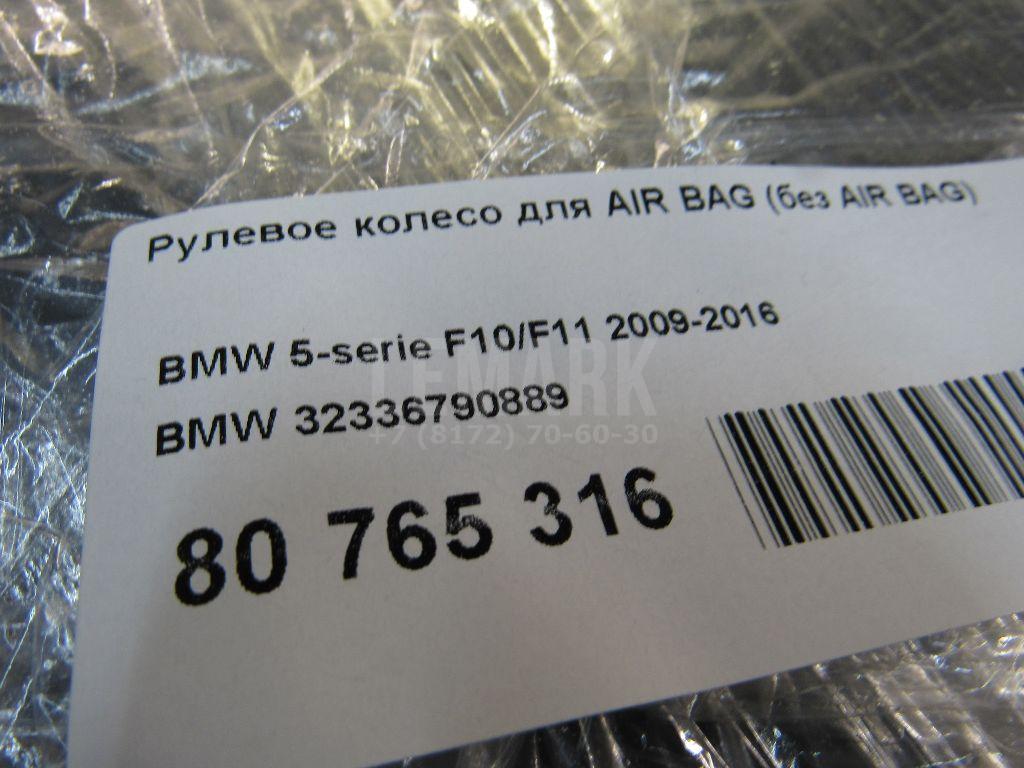 Рулевое колесо для AIR BAG (без AIR BAG)
BMW 5-serie F10/F11 2009-2016
LEMARK
BMW 32336790889
+7 (8172) 70-60-30
80 765 316